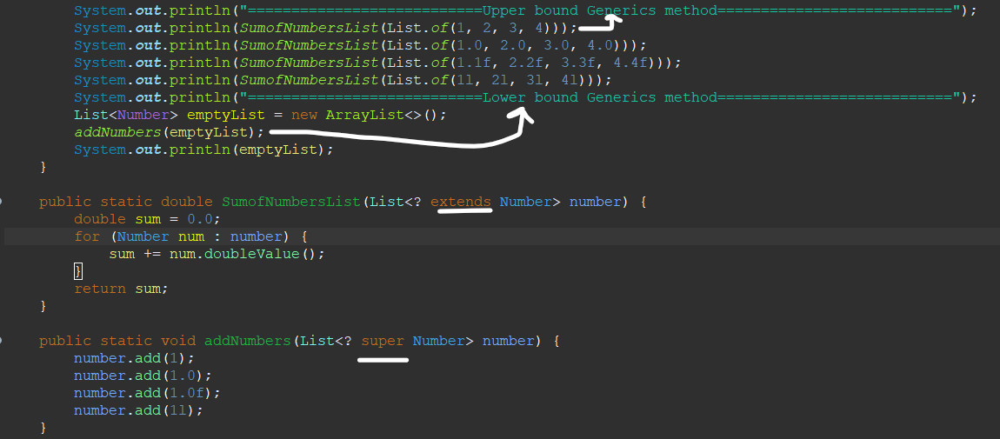 System.out.println("===========================Upper bound Generics method===========================");
System.out.println(SumofNumbersList(List.of(1, 2, 3, 4)));
System.out.println(SumofNumbersList(List.of(1.0, 2.0, 3.0, 4.0)));
System.out.println(SumofNumbersList(List.of(1.1f, 2.2f, 3.3f, 4.4f)));
System.out.println(SumofNumbersList(List.of(1l, 2l, 3l, 4l)));
System.out.println("===========================Lower bound Generics method===========================");
List<Number> emptyList = new ArrayList<>();
addNumbers(emptyList);
System.out.println(emptyList);
}
public static double SumofNumbersList(List<? extends Number> number) {
double sum = 0.0;
for (Number num : number) {
sum += num.doubleValue();
}
return sum;
}
public static void addNumbers(List<? super Number> number) {
number.add(1);
number.add(1.0);
number.add(1.0f);
number.add(1l);
}